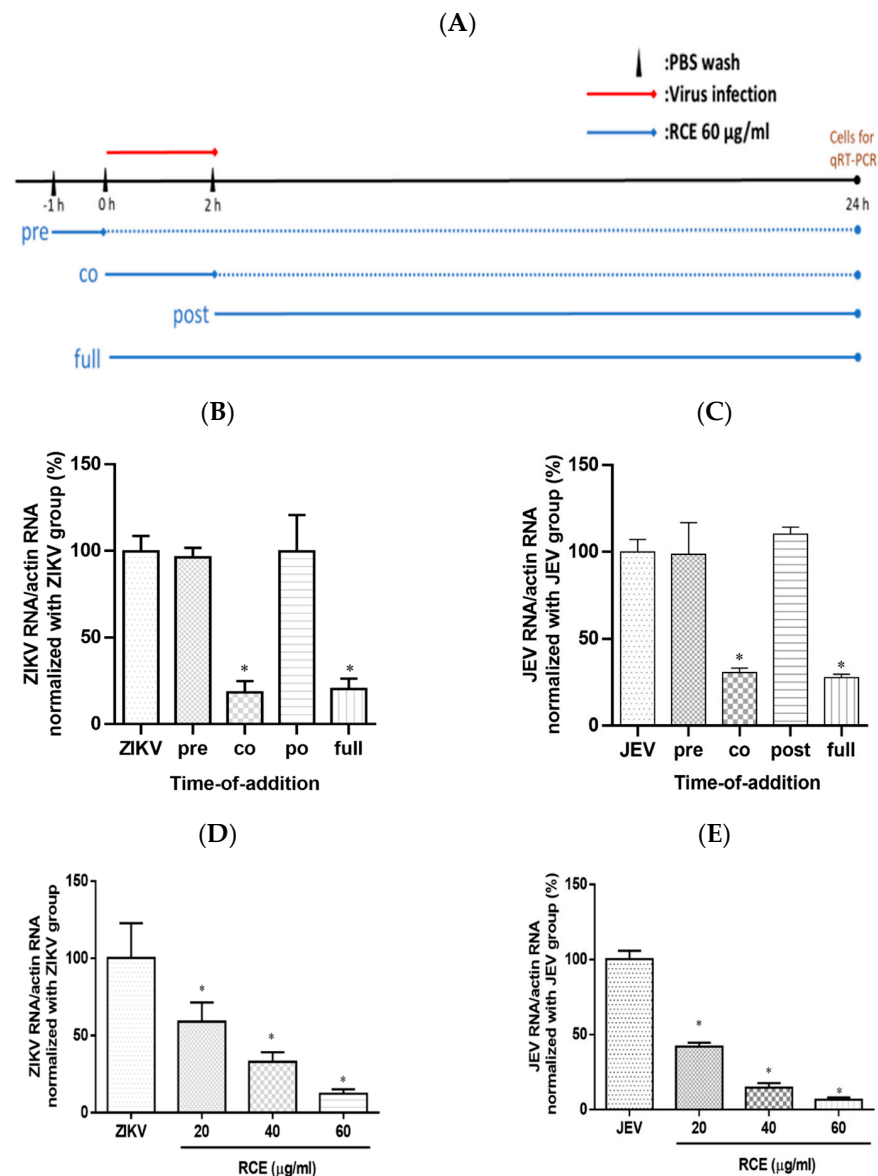 (A)
:PBS wash
:Virus infection
:RCE 60 μg/ml
Cells for
qRT-PCR
-1 h
0 h
2 h
24 h
pre
co
post
full
(B)
ZIKV RNA/actin RNA
normalized with ZIKV group (%)
150
100
50
0
*
*
ZIKV pre co po full
Time-of-addition
(C)
JEV RNA/actin RNA
normalized with JEV group (%)
150
100
50
0
*
*
JEV pre co post full
Time-of-addition
(D)
ZIKV RNA/actin RNA
normalized with ZIKV group
150
100
50
0
*
*
*
ZIKV 20 40 60
RCE (μg/ml)
(E)
JEV RNA/actin RNA
normalized with JEV group (%)
150
100
50
0
*
*
*
JEV 20 40 60
RCE (μg/ml)